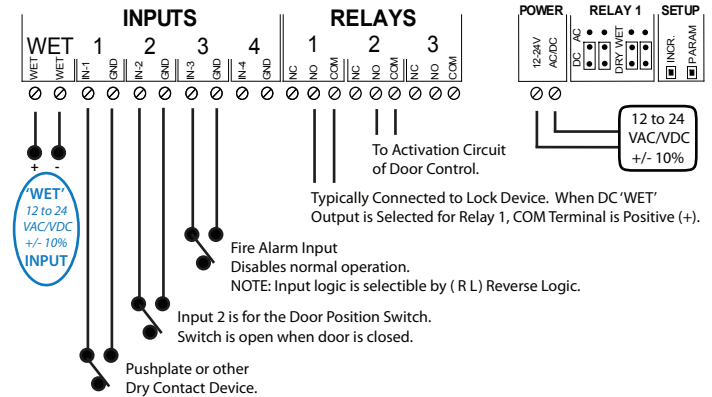 INPUTS
RELAYS
POWER
RELAY 1
SETUP
WET 1 2 3 4
1 2 3
WET
WET
IN-1
GND
IN-2
GND
IN-3
GND
IN-4
GND
NC
NO
COM
NC
NO
COM
NC
NO
COM
12-24V
AC/DC
DC AC
DRY WET
INCR.
PARAM
+ -
'WET'
12 to 24
VAC/VDC
+/- 10%
INPUT
12 to 24
VAC/VDC
+/- 10%
To Activation Circuit
of Door Control.
Typically Connected to Lock Device. When DC 'WET'
Output is Selected for Relay 1, COM Terminal is Positive (+).
Fire Alarm Input
Disables normal operation.
NOTE: Input logic is selectible by ( R L) Reverse Logic.
Input 2 is for the Door Position Switch.
Switch is open when door is closed.
Pushplate or other
Dry Contact Device.